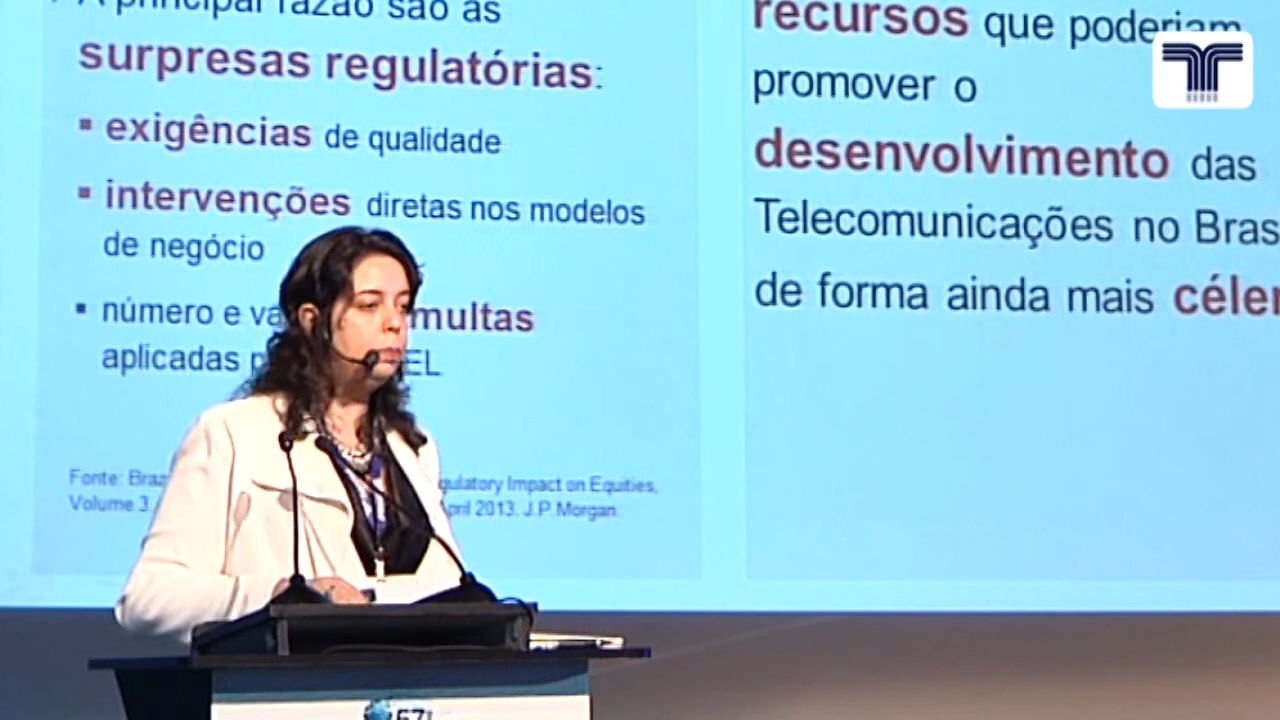 A principal razão são as
surpresas regulatórias:
exigências de qualidade
intervenções diretas nos modelos
de negócio
número e va multas
aplicadas p EL
Fonte: Braz gulatory Impact on Equities,
Volume 3. pril 2013. J.P.Morgan.
recursos que poderiam
promover o
desenvolvimento das
Telecomunicações no Bras
de forma ainda mais céler